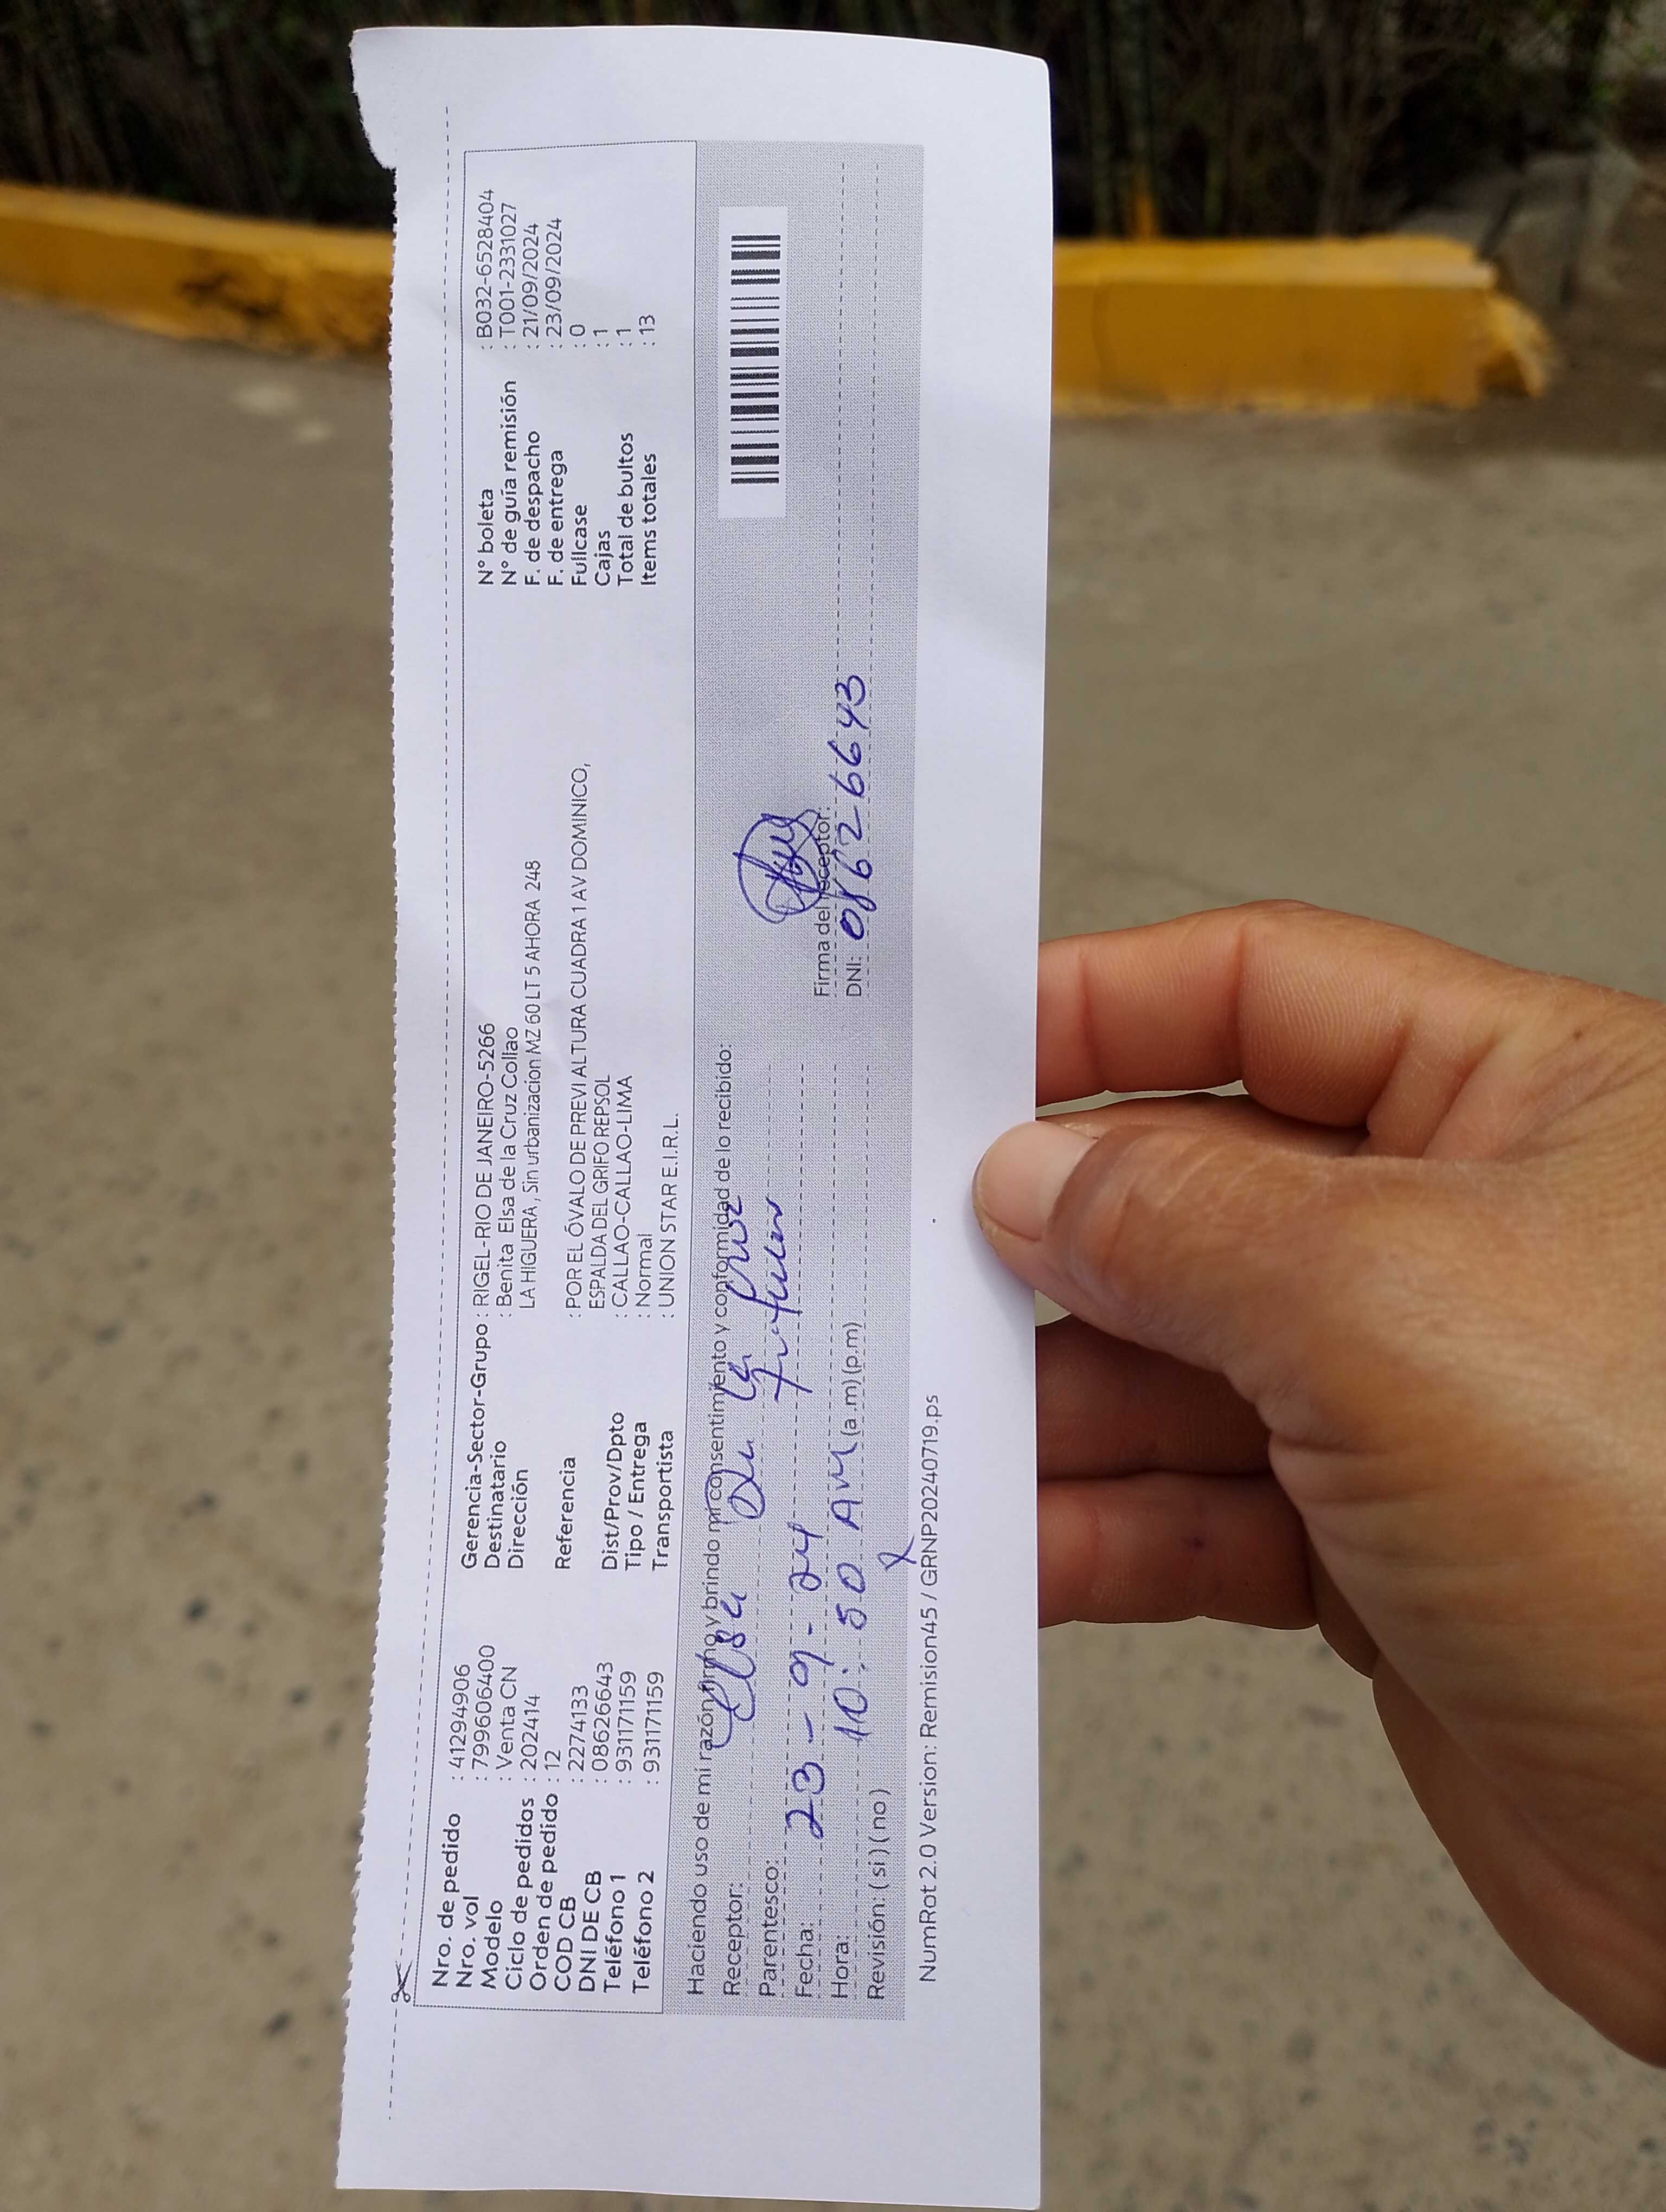 Nro. de pedido : 41294906
Nro. vol : 799606400
Modelo : Venta CN
Ciclo de pedidos : 202414
Orden de pedido : 12
COD CB : 2274133
DNI DE CB : 08626643
Teléfono 1 : 931171159
Teléfono 2 : 931171159
Gerencia-Sector-Grupo : RIGEL-RIO DE JANEIRO-5266
Destinatario : Benita Elsa de la Cruz Collao
Dirección LA HIGUERA , Sin urbanizacion MZ 60 LT 5 AHORA 248
Referencia : POR EL ÓVALO DE PREVI ALTURA CUADRA 1 AV DOMINICO,
ESPALDA DEL GRIFO REPSOL
Dist/Prov/Dpto : CALLAO-CALLAO-LIMA
Tipo / Entrega : Normal
Transportista : UNION STAR E.I.R.L.
N° boleta : B032-6528404
N° de guía remisión : T001-2331027
F. de despacho : 21/09/2024
F. de entrega : 23/09/2024
Fullcase : 0
Cajas : 1
Total de bultos : 1
Items totales : 13
Haciendo uso de mi razón informo y brindo mi consentimiento y conformidad de lo recibido:
Receptor: Elsa De la Cruz
Parentesco: Titular
Fecha: 23-9-24
Hora: 10:50 AM (a.m) (p.m)
Revisión: ( si ) ( no )
Firma del receptor:
DNI: 08626643
NumRot 2.0 Version: Remision45 / GRNP20240719.ps